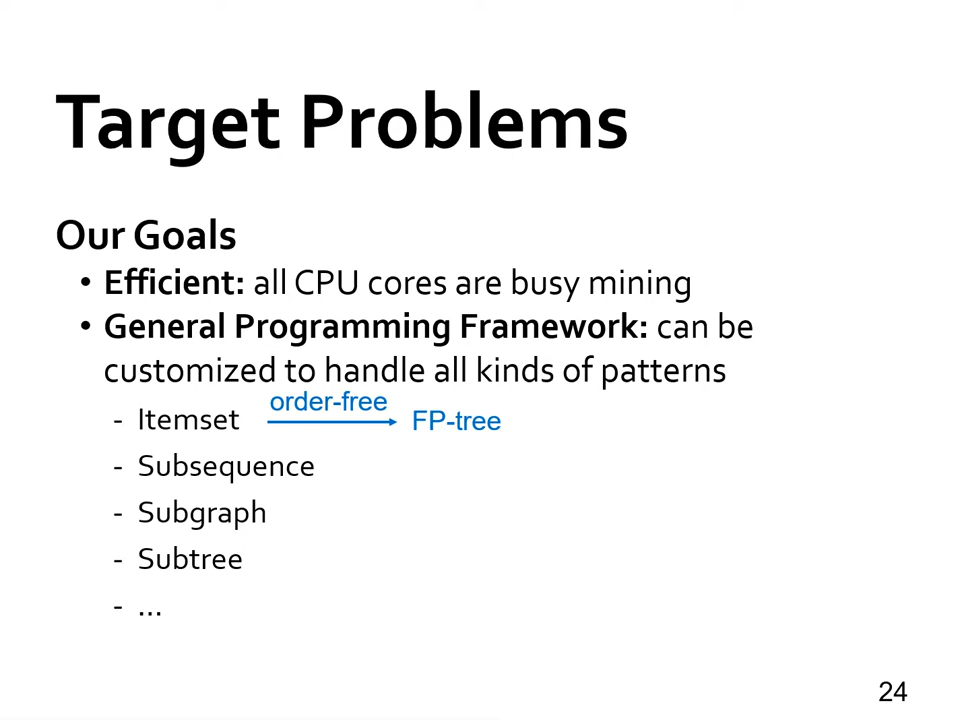 Target Problems
Our Goals
• Efficient: all CPU cores are busy mining
• General Programming Framework: can be
customized to handle all kinds of patterns
- Itemset order-free FP-tree
- Subsequence
- Subgraph
- Subtree
- ...
24